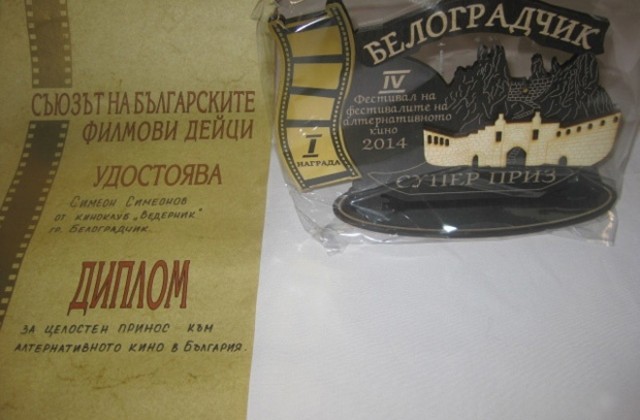 СЪЮЗЪТ НА БЪЛГАРСКИТЕ
ФИЛМОВИ ДЕЙЦИ
УДОСТОЯВА
СИМЕОН СИМЕОНОВ
ОТ КИНОКЛУБ „ВЕДЕРНИК"
ГР. БЕЛОГРАДЧИК.
ДИПЛОМ
ЗА ЦЕЛОСТЕН ПРИНОС КЪМ
АЛТЕРНАТИВНОТО КИНО В БЪЛГАРИЯ.
БЕЛОГРАДЧИК
IV
Фестивал на
фестивалите на
алтернативното
кино
2014
I
НАГРАДА
СУПЕР ПРИЗ